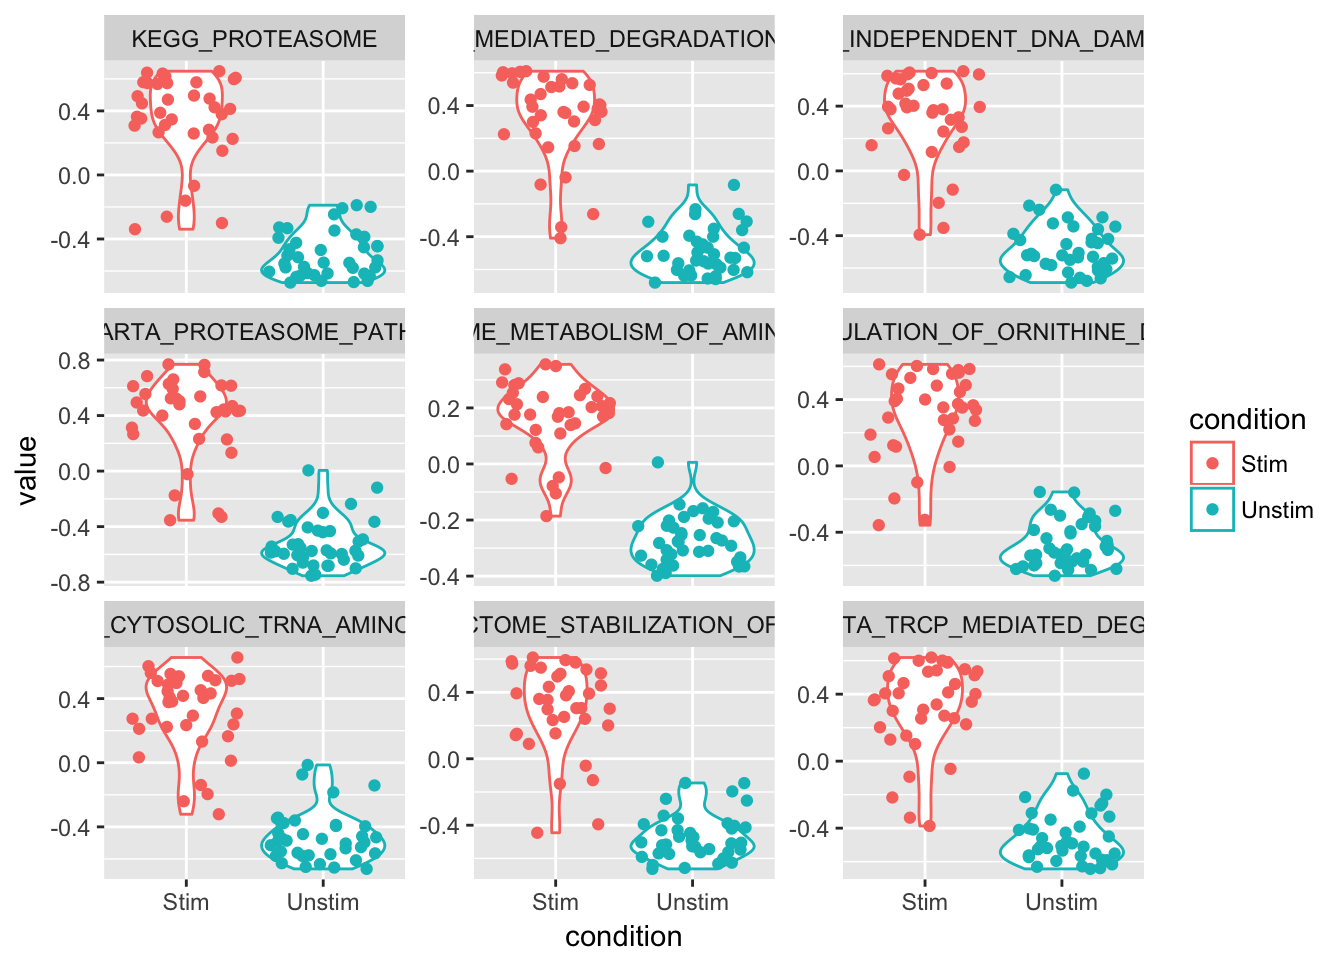 KEGG_PROTEASOME
_MEDIATED_DEGRADATION
_INDEPENDENT_DNA_DAM
0.4
0.0
-0.4
0.4
0.0
-0.4
0.4
0.0
-0.4
ARTA_PROTEASOME_PATH
ME_METABOLISM_OF_AMIN
ULATION_OF_ORNITHINE_D
0.8
0.4
0.0
-0.4
-0.8
0.2
0.0
-0.2
-0.4
0.4
0.0
-0.4
_CYTOSOLIC_TRNA_AMINO
CTOME_STABILIZATION_OF
TA_TRCP_MEDIATED_DEG
0.4
0.0
-0.4
0.4
0.0
-0.4
0.4
0.0
-0.4
Stim
Unstim
Stim
Unstim
Stim
Unstim
condition
value
condition
Stim
Unstim